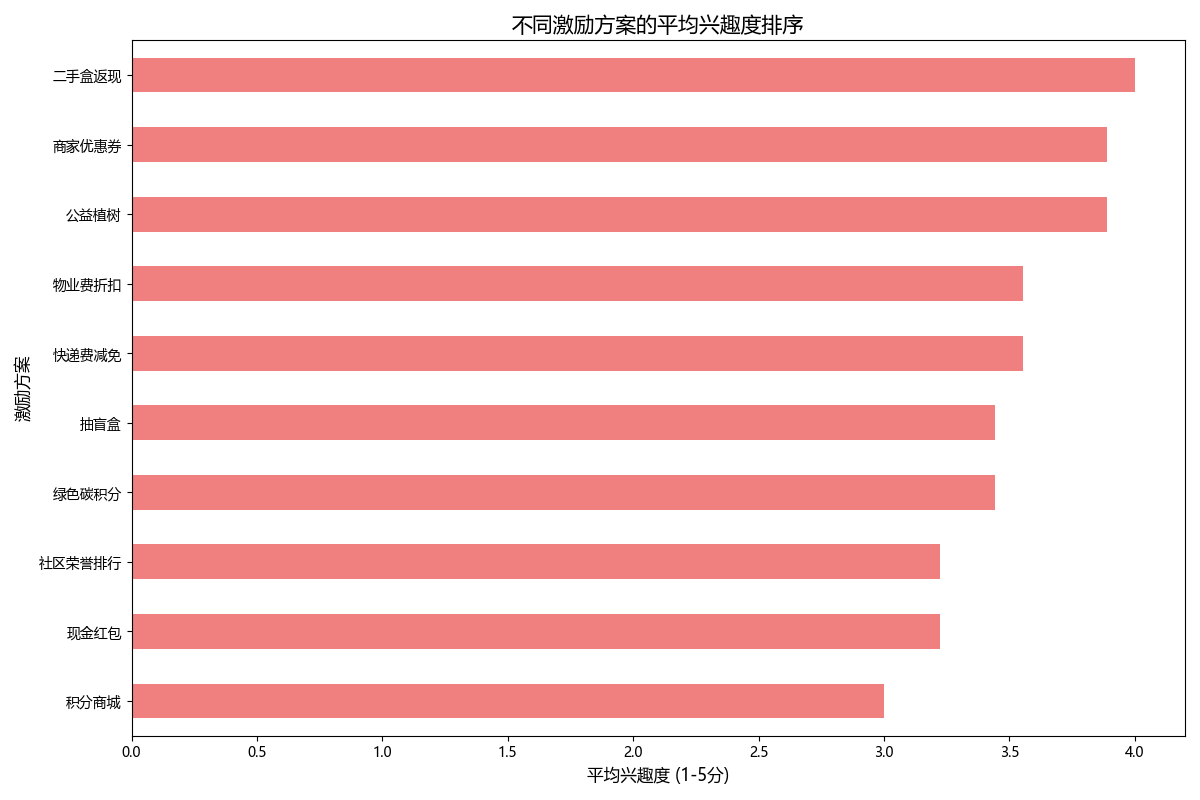 不同激励方案的平均兴趣度排序
激励方案
二手盒返现
商家优惠券
公益植树
物业费折扣
快递费减免
抽盲盒
绿色碳积分
社区荣誉排行
现金红包
积分商城
0.0 0.5 1.0 1.5 2.0 2.5 3.0 3.5 4.0
平均兴趣度 (1-5分)